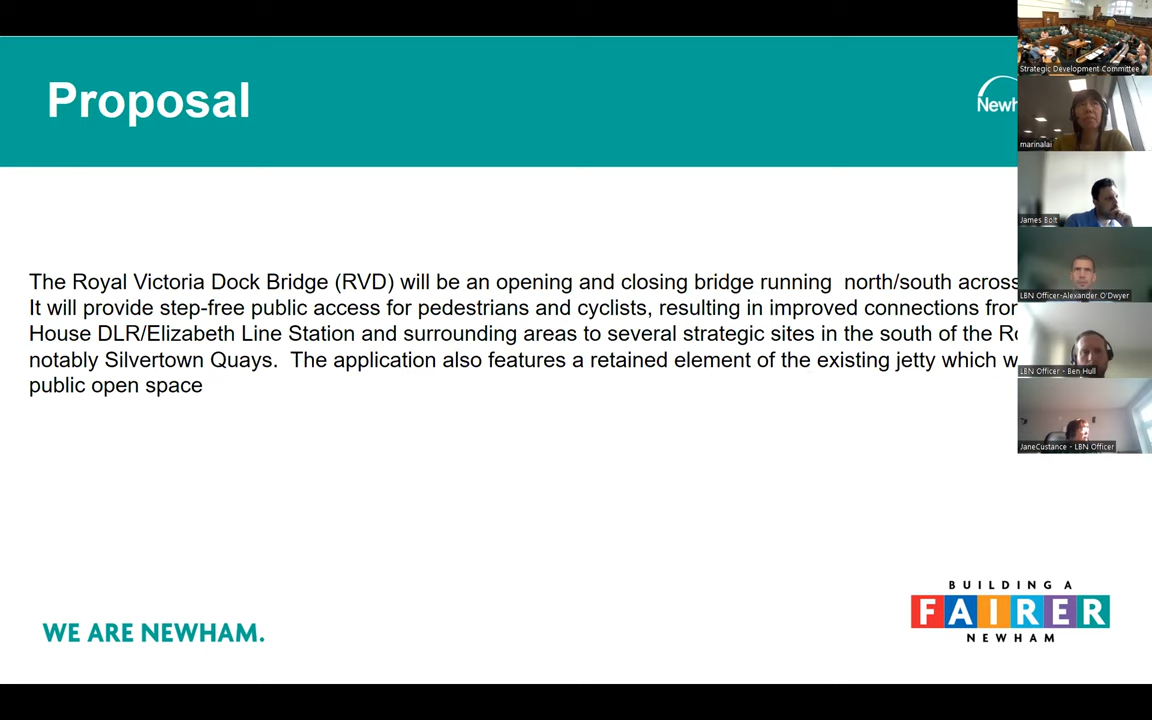 Proposal
The Royal Victoria Dock Bridge (RVD) will be an opening and closing bridge running north/south across
It will provide step-free public access for pedestrians and cyclists, resulting in improved connections
House DLR/Elizabeth Line Station and surrounding areas to several strategic sites in the south of the
notably Silvertown Quays. The application also features a retained element of the existing jetty which
public open space
WE ARE NEWHAM.
BUILDING A
FAIRER
NEWHAM
Strategic Development Committee
marinalai
James Bolt
LBN Officer-Alexander O'Dwyer
LBN Officer - Ben Hull
JaneCustance - LBN Officer